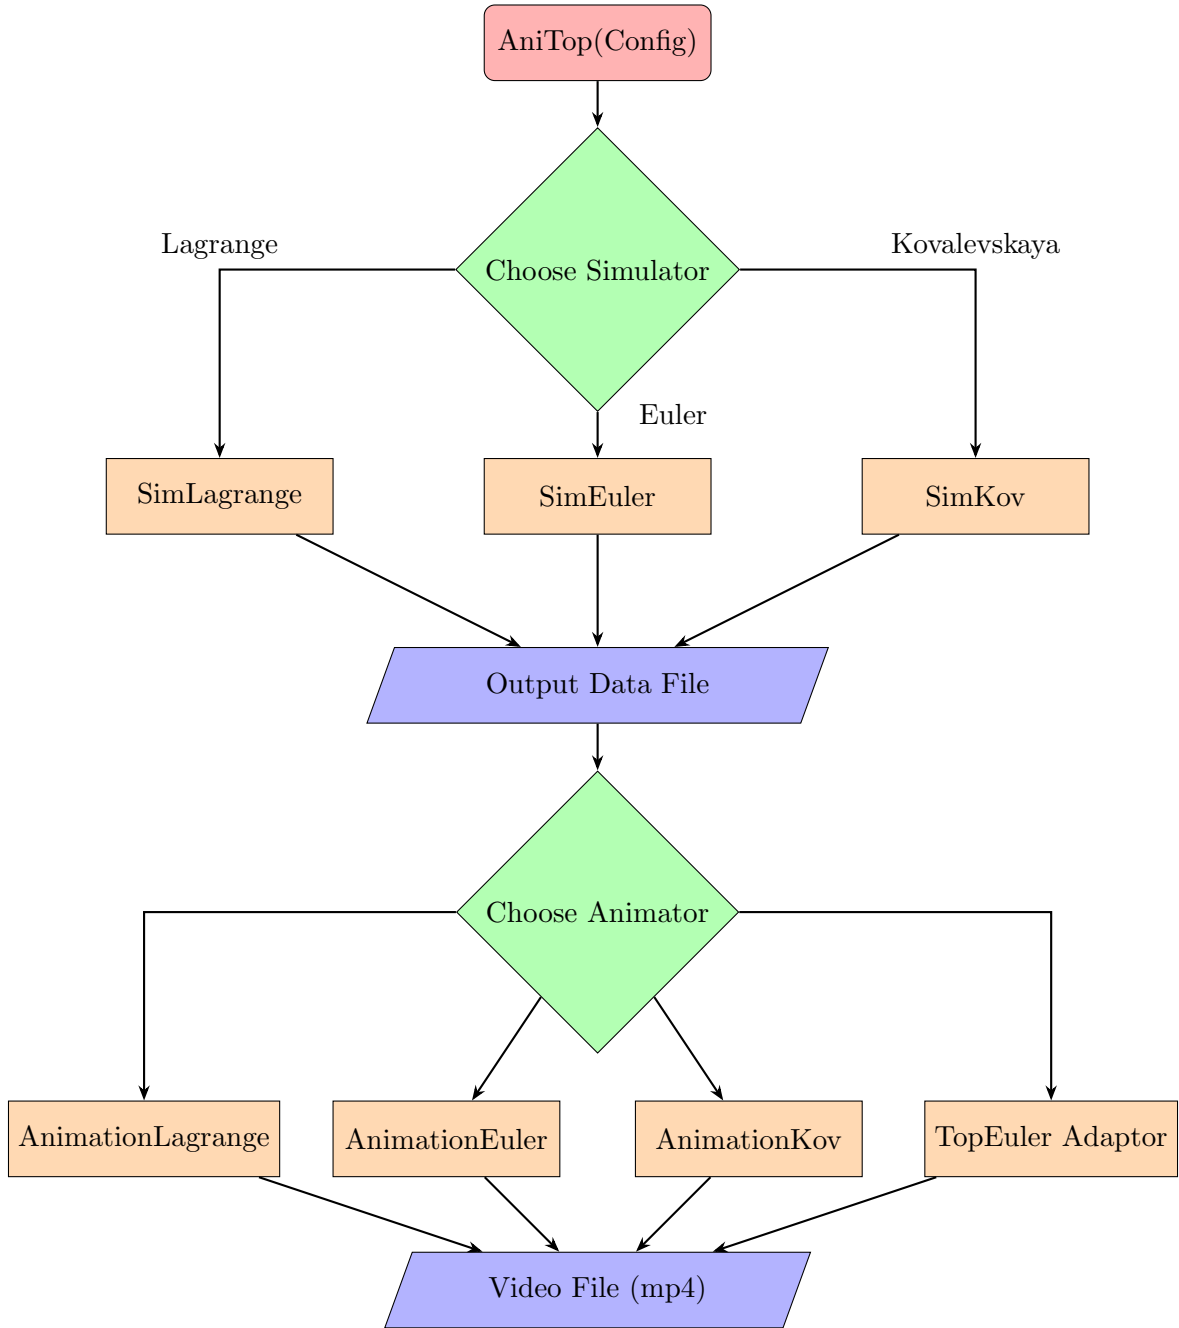 AniTop(Config)
Lagrange
Kovalevskaya
Choose Simulator
Euler
SimLagrange
SimEuler
SimKov
Output Data File
Choose Animator
AnimationLagrange
AnimationEuler
AnimationKov
TopEuler Adaptor
Video File (mp4)